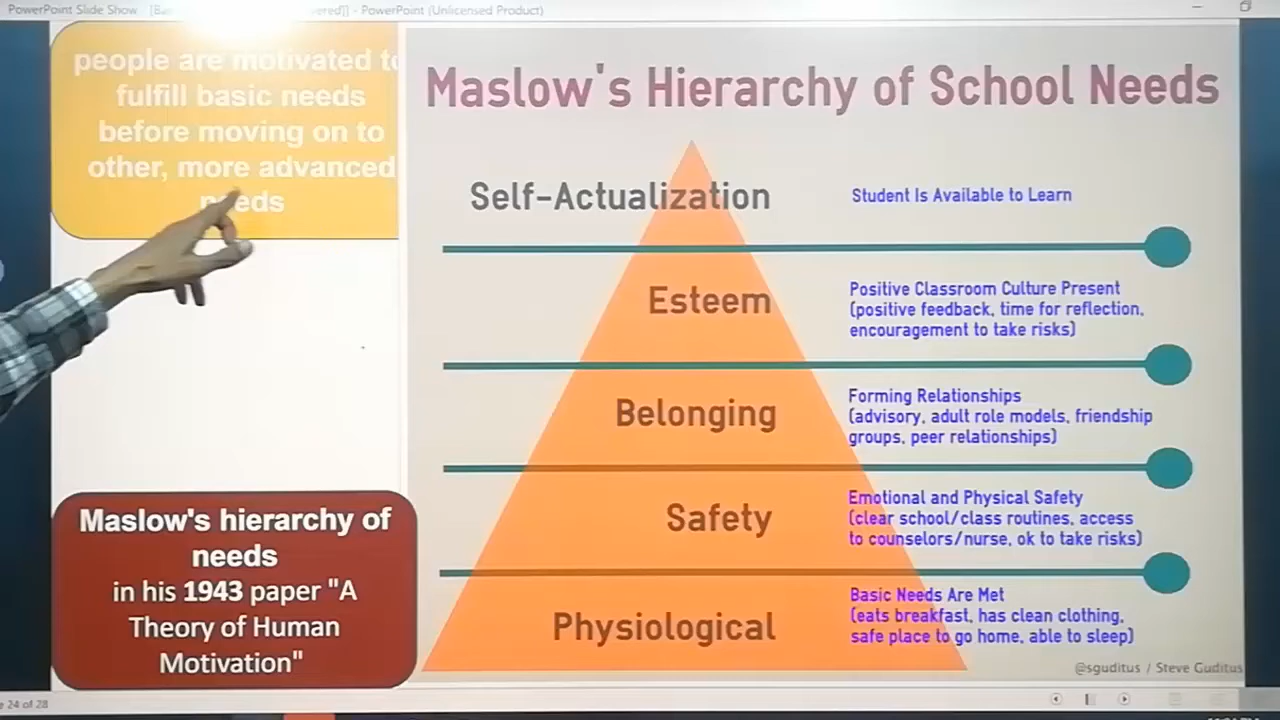 PowerPoint Slide Show - [Ba ered]] - PowerPoint (Unlicensed Product)
people are motivated to
fulfill basic needs
before moving on to
other, more advanced
needs
Maslow's hierarchy of
needs
in his 1943 paper "A
Theory of Human
Motivation"
Maslow's Hierarchy of School Needs
Self-Actualization
Student Is Available to Learn
Esteem
Positive Classroom Culture Present
(positive feedback, time for reflection,
encouragement to take risks)
Belonging
Forming Relationships
(advisory, adult role models, friendship
groups, peer relationships)
Safety
Emotional and Physical Safety
(clear school/class routines, access
to counselors/nurse, ok to take risks)
Physiological
Basic Needs Are Met
(eats breakfast, has clean clothing,
safe place to go home, able to sleep)
@sguditus / Steve Guditus
24 of 28